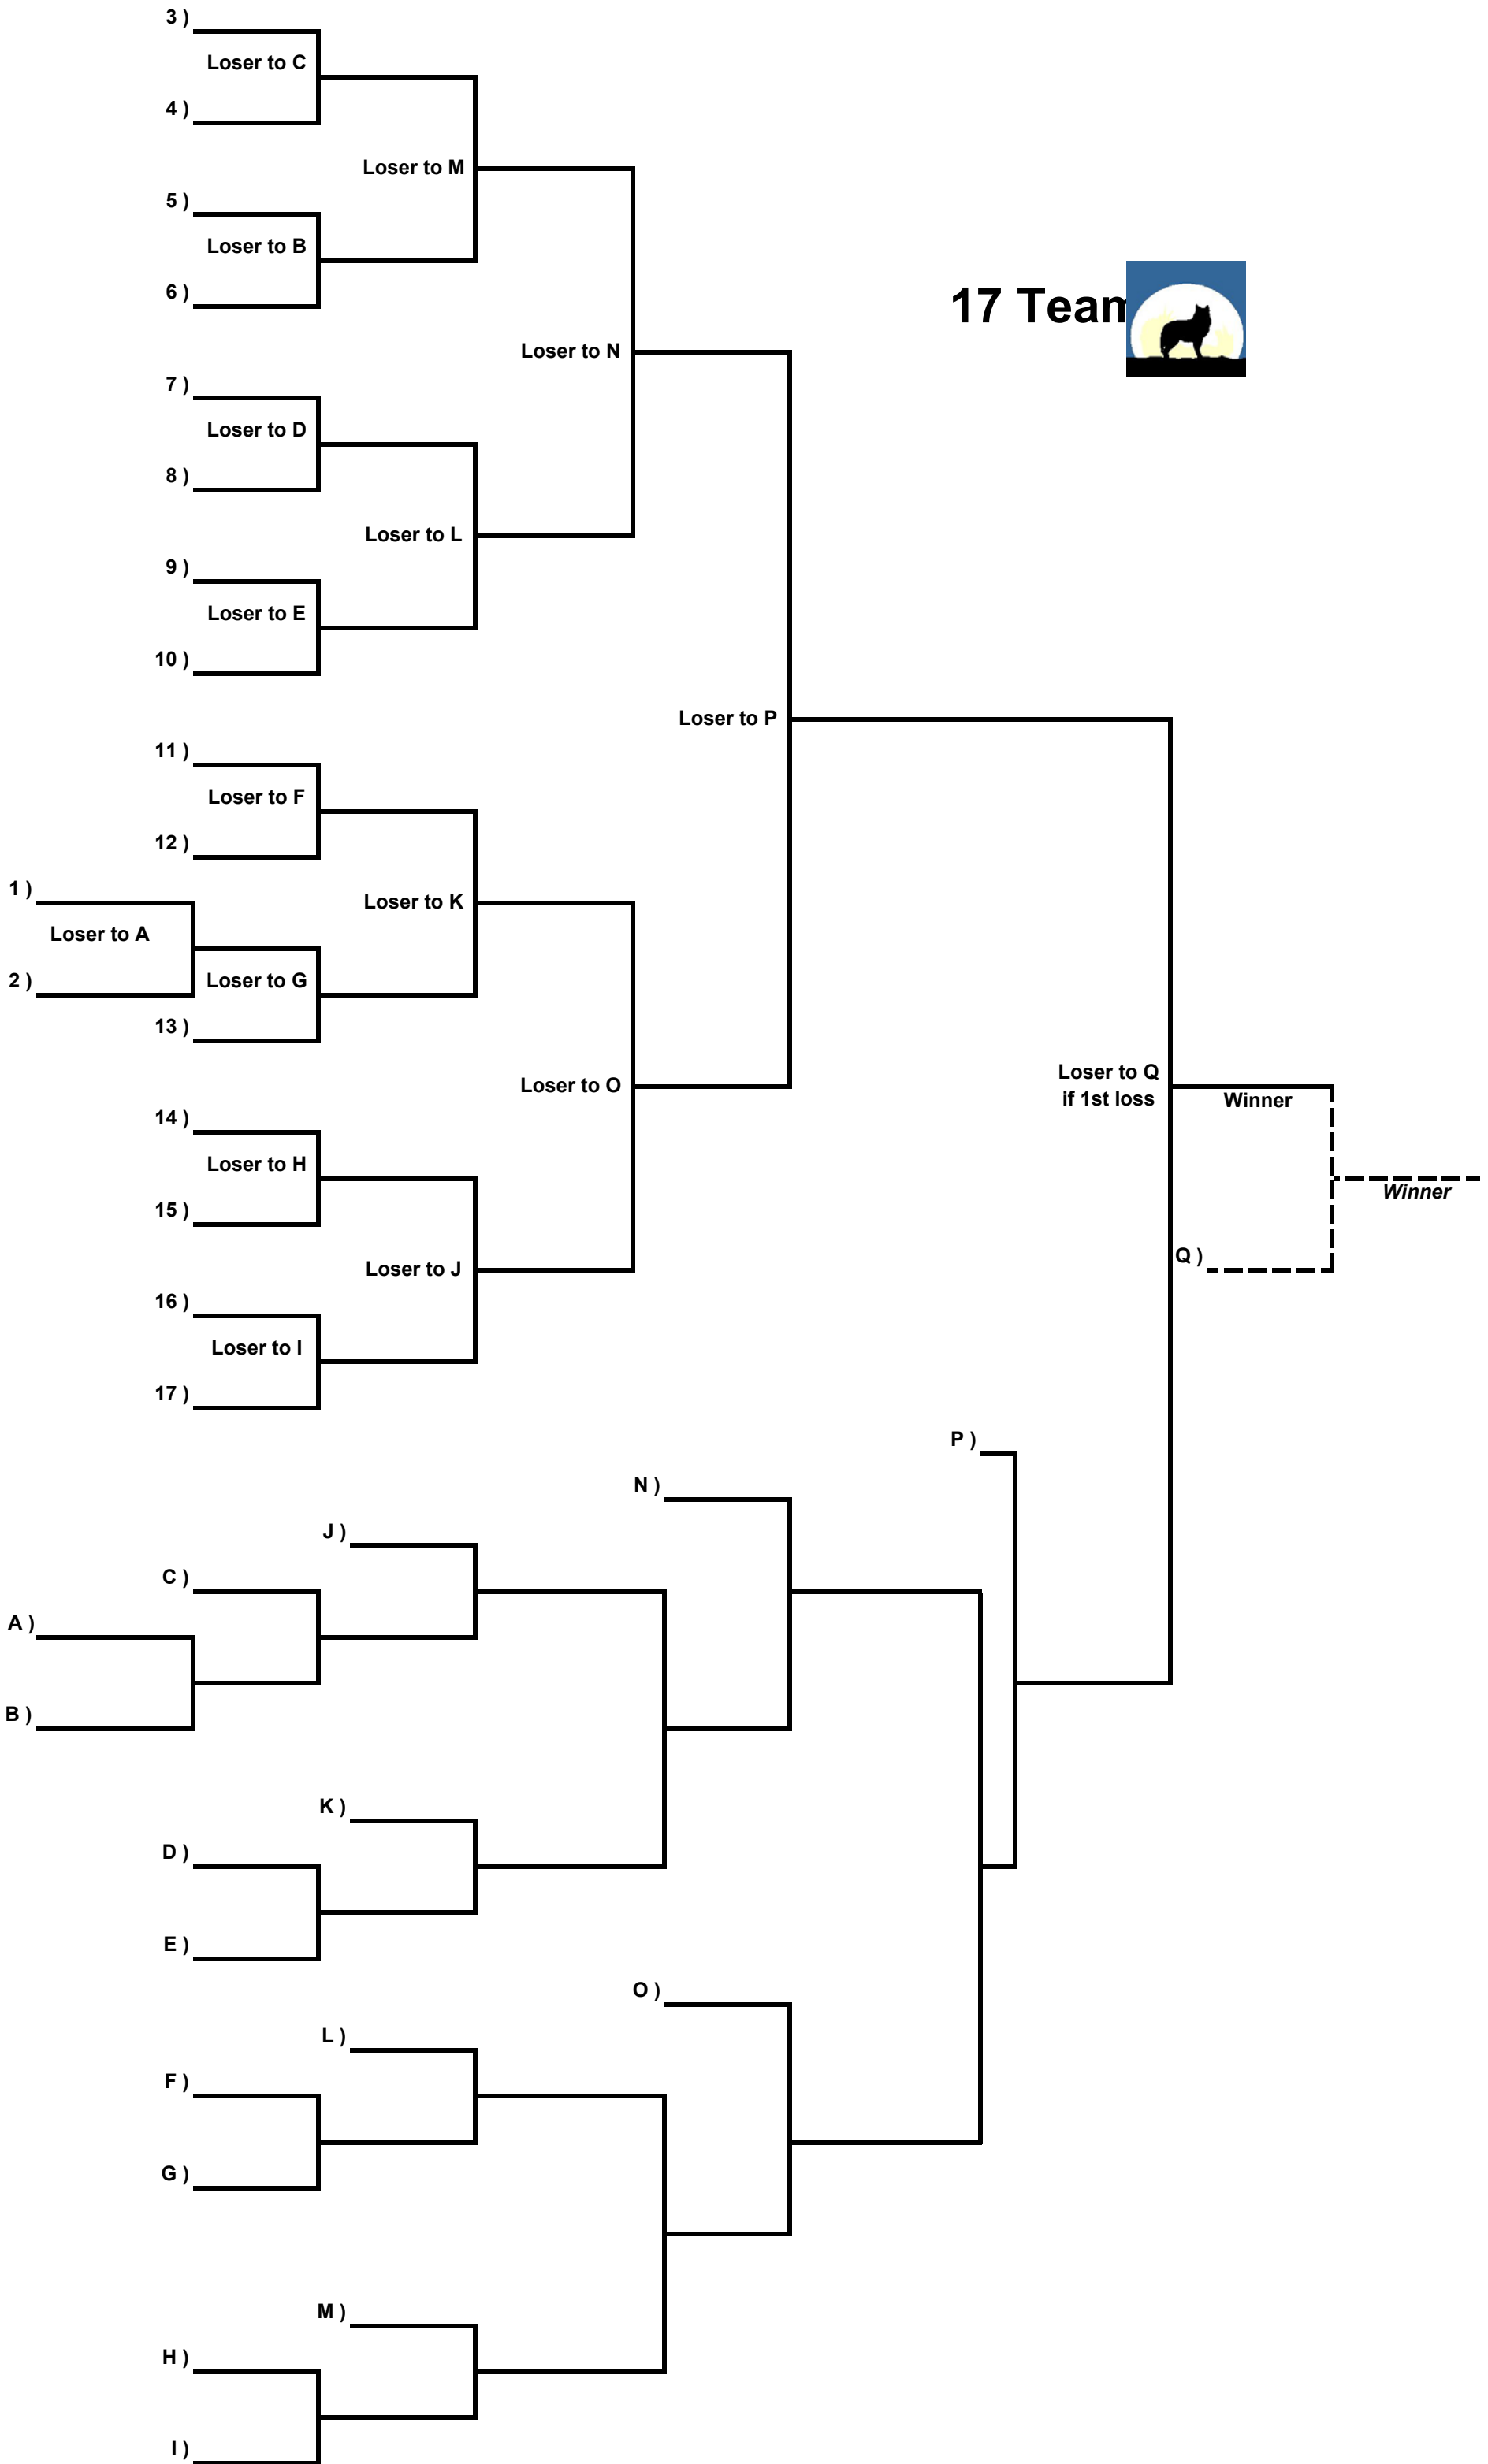 3 )
Loser to C
4 )
Loser to M
5 )
Loser to B
6 )
17 Team
Loser to N
7 )
Loser to D
8 )
Loser to L
9 )
Loser to E
10 )
Loser to P
11 )
Loser to F
12 )
1 )
Loser to K
Loser to A
2 )
Loser to G
13 )
Loser to O
Loser to Q
if 1st loss
Winner
14 )
Loser to H
15 )
Winner
Q )
Loser to J
16 )
Loser to I
17 )
P )
N )
J )
C )
A )
B )
K )
D )
E )
O )
L )
F )
G )
M )
H )
I )